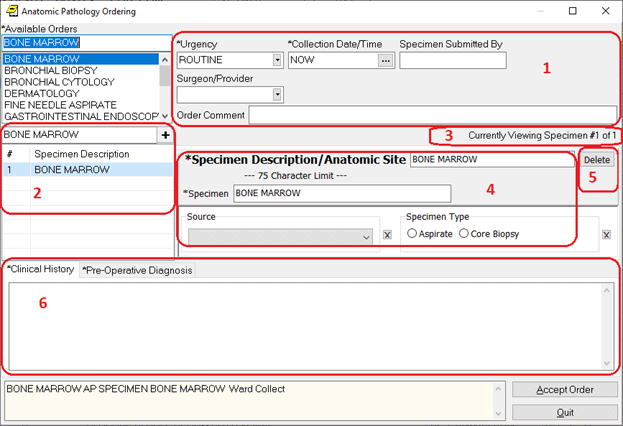 Anatomic Pathology Ordering
*Available Orders
BONE MARROW
BONE MARROW
BRONCHIAL BIOPSY
BRONCHIAL CYTOLOGY
DERMATOLOGY
FINE NEEDLE ASPIRATE
GASTROINTESTINAL ENDOSCOPY
*Urgency *Collection Date/Time Specimen Submitted By
ROUTINE NOW ...
1
Surgeon/Provider
Order Comment
BONE MARROW +
3 Currently Viewing Specimen #1 of 1
# Specimen Description
1 BONE MARROW
2
*Specimen Description/Anatomic Site BONE MARROW Delete
--- 75 Character Limit --- 4 5
*Specimen BONE MARROW
Source Specimen Type
X Aspirate Core Biopsy X
*Clinical History *Pre-Operative Diagnosis
6
BONE MARROW AP SPECIMEN BONE MARROW Ward Collect
Accept Order
Quit